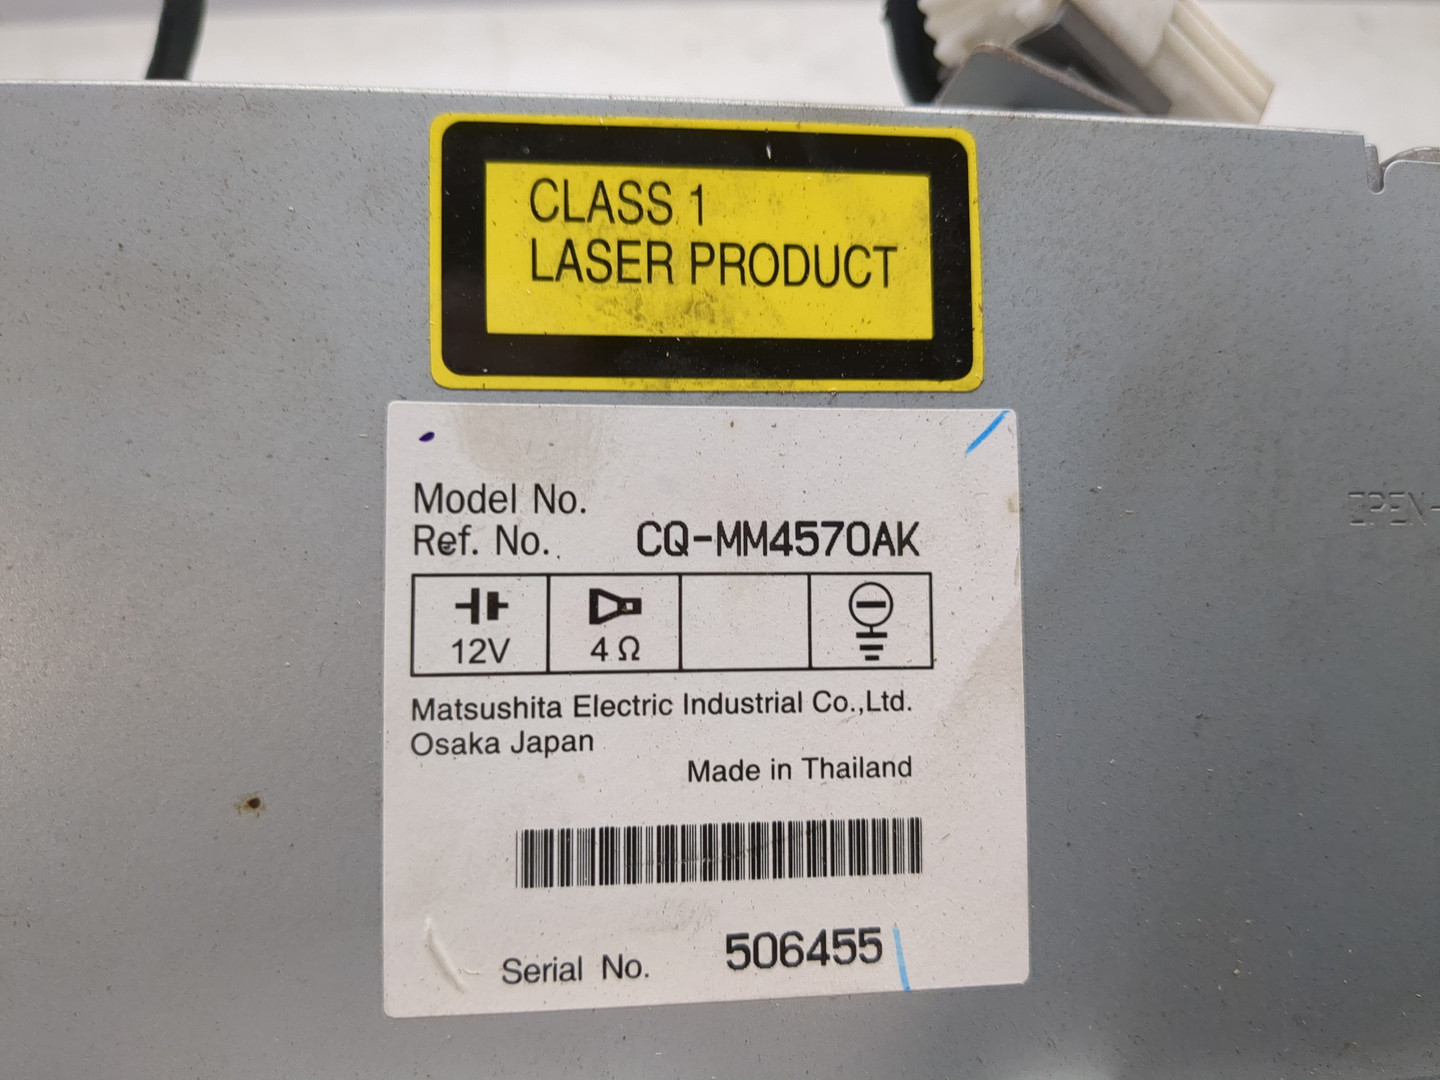 CLASS 1
LASER PRODUCT
Model No.
Ref. No. CQ-MM4570AK
12V 4 Ω
Matsushita Electric Industrial Co.,Ltd.
Osaka Japan
Made in Thailand
Serial No. 506455